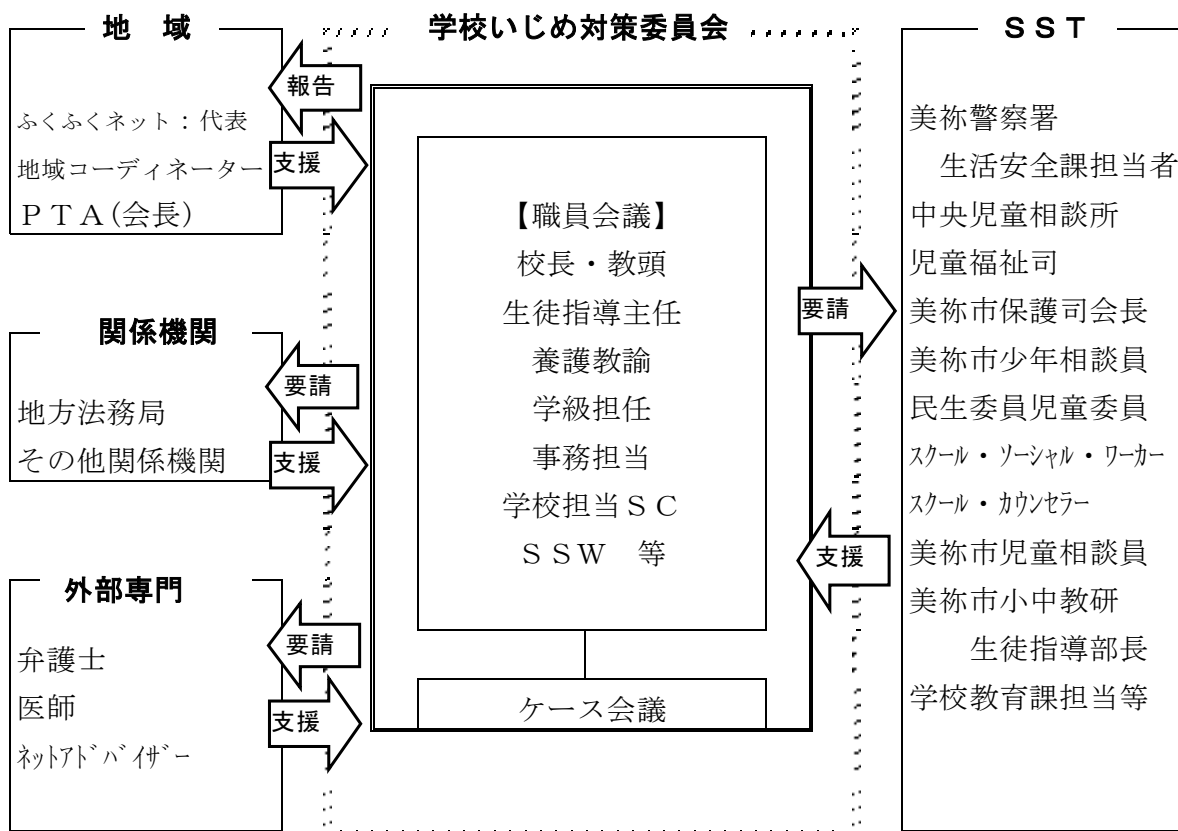 地　域
報告
ふくふくネット：代表
地域コーディネーター
ＰＴＡ(会長）
支援
関係機関
要請
地方法務局
その他関係機関
支援
外部専門
要請
弁護士
医師
ﾈｯﾄｱﾄﾞﾊﾞｲｻﾞｰ
支援
学校いじめ対策委員会
【職員会議】
校長・教頭
生徒指導主任
養護教諭
学級担任
事務担当
学校担当ＳＣ
ＳＳＷ　等
ケース会議
要請
支援
ＳＳＴ
美祢警察署
生活安全課担当者
中央児童相談所
児童福祉司
美祢市保護司会長
美祢市少年相談員
民生委員児童委員
ｽｸｰﾙ・ｿｰｼｬﾙ・ﾜｰｶｰ
ｽｸｰﾙ・ｶｳﾝｾﾗｰ
美祢市児童相談員
美祢市小中教研
生徒指導部長
学校教育課担当等